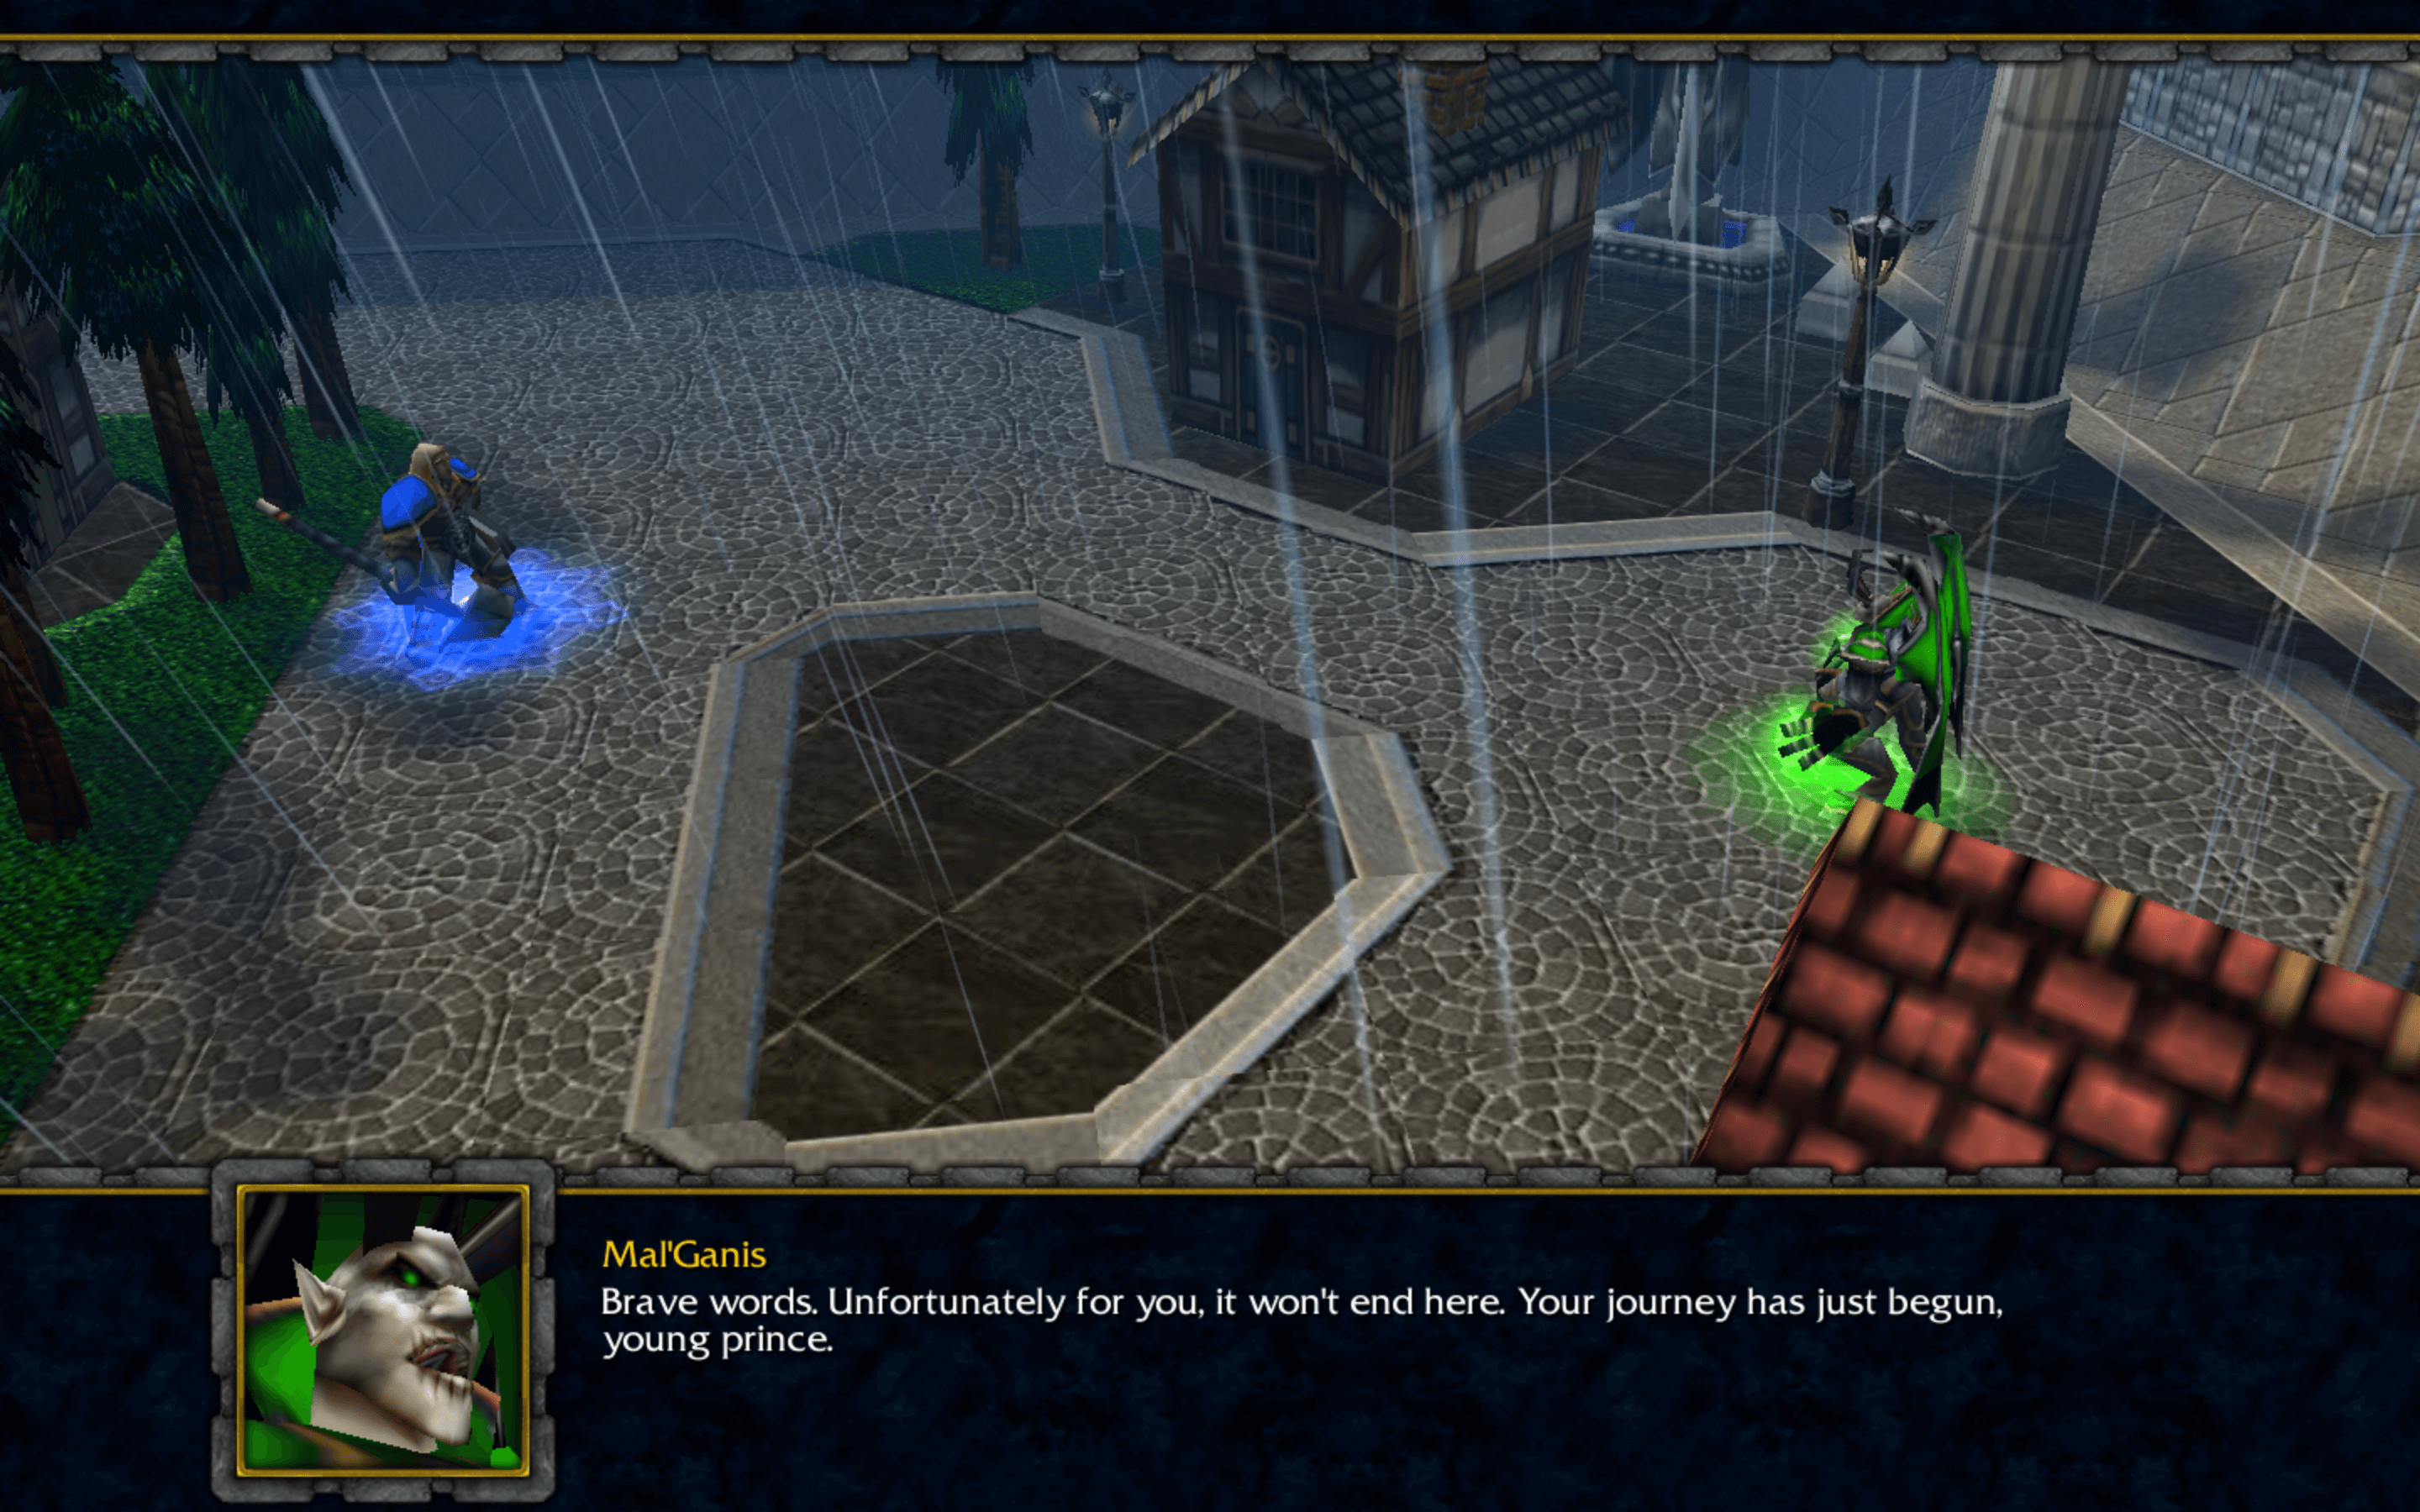 Mal'Ganis
Brave words. Unfortunately for you, it won't end here. Your journey has just begun,
young prince.